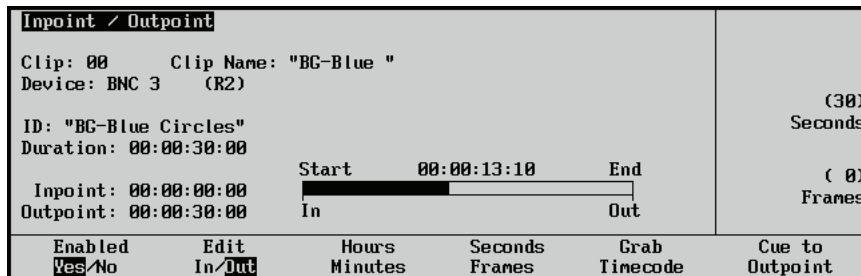 Inpoint / Outpoint
Clip: 00 Clip Name: "BG-Blue "
Device: BNC 3 (R2)
(30)
Seconds
ID: "BG-Blue Circles"
Duration: 00:00:30:00
Start 00:00:13:10 End
( 0)
Frames
Inpoint: 00:00:00:00
Outpoint: 00:00:30:00
In Out
Enabled Edit Hours Seconds Grab Cue to
Yes/No In/Out Minutes Frames Timecode Outpoint